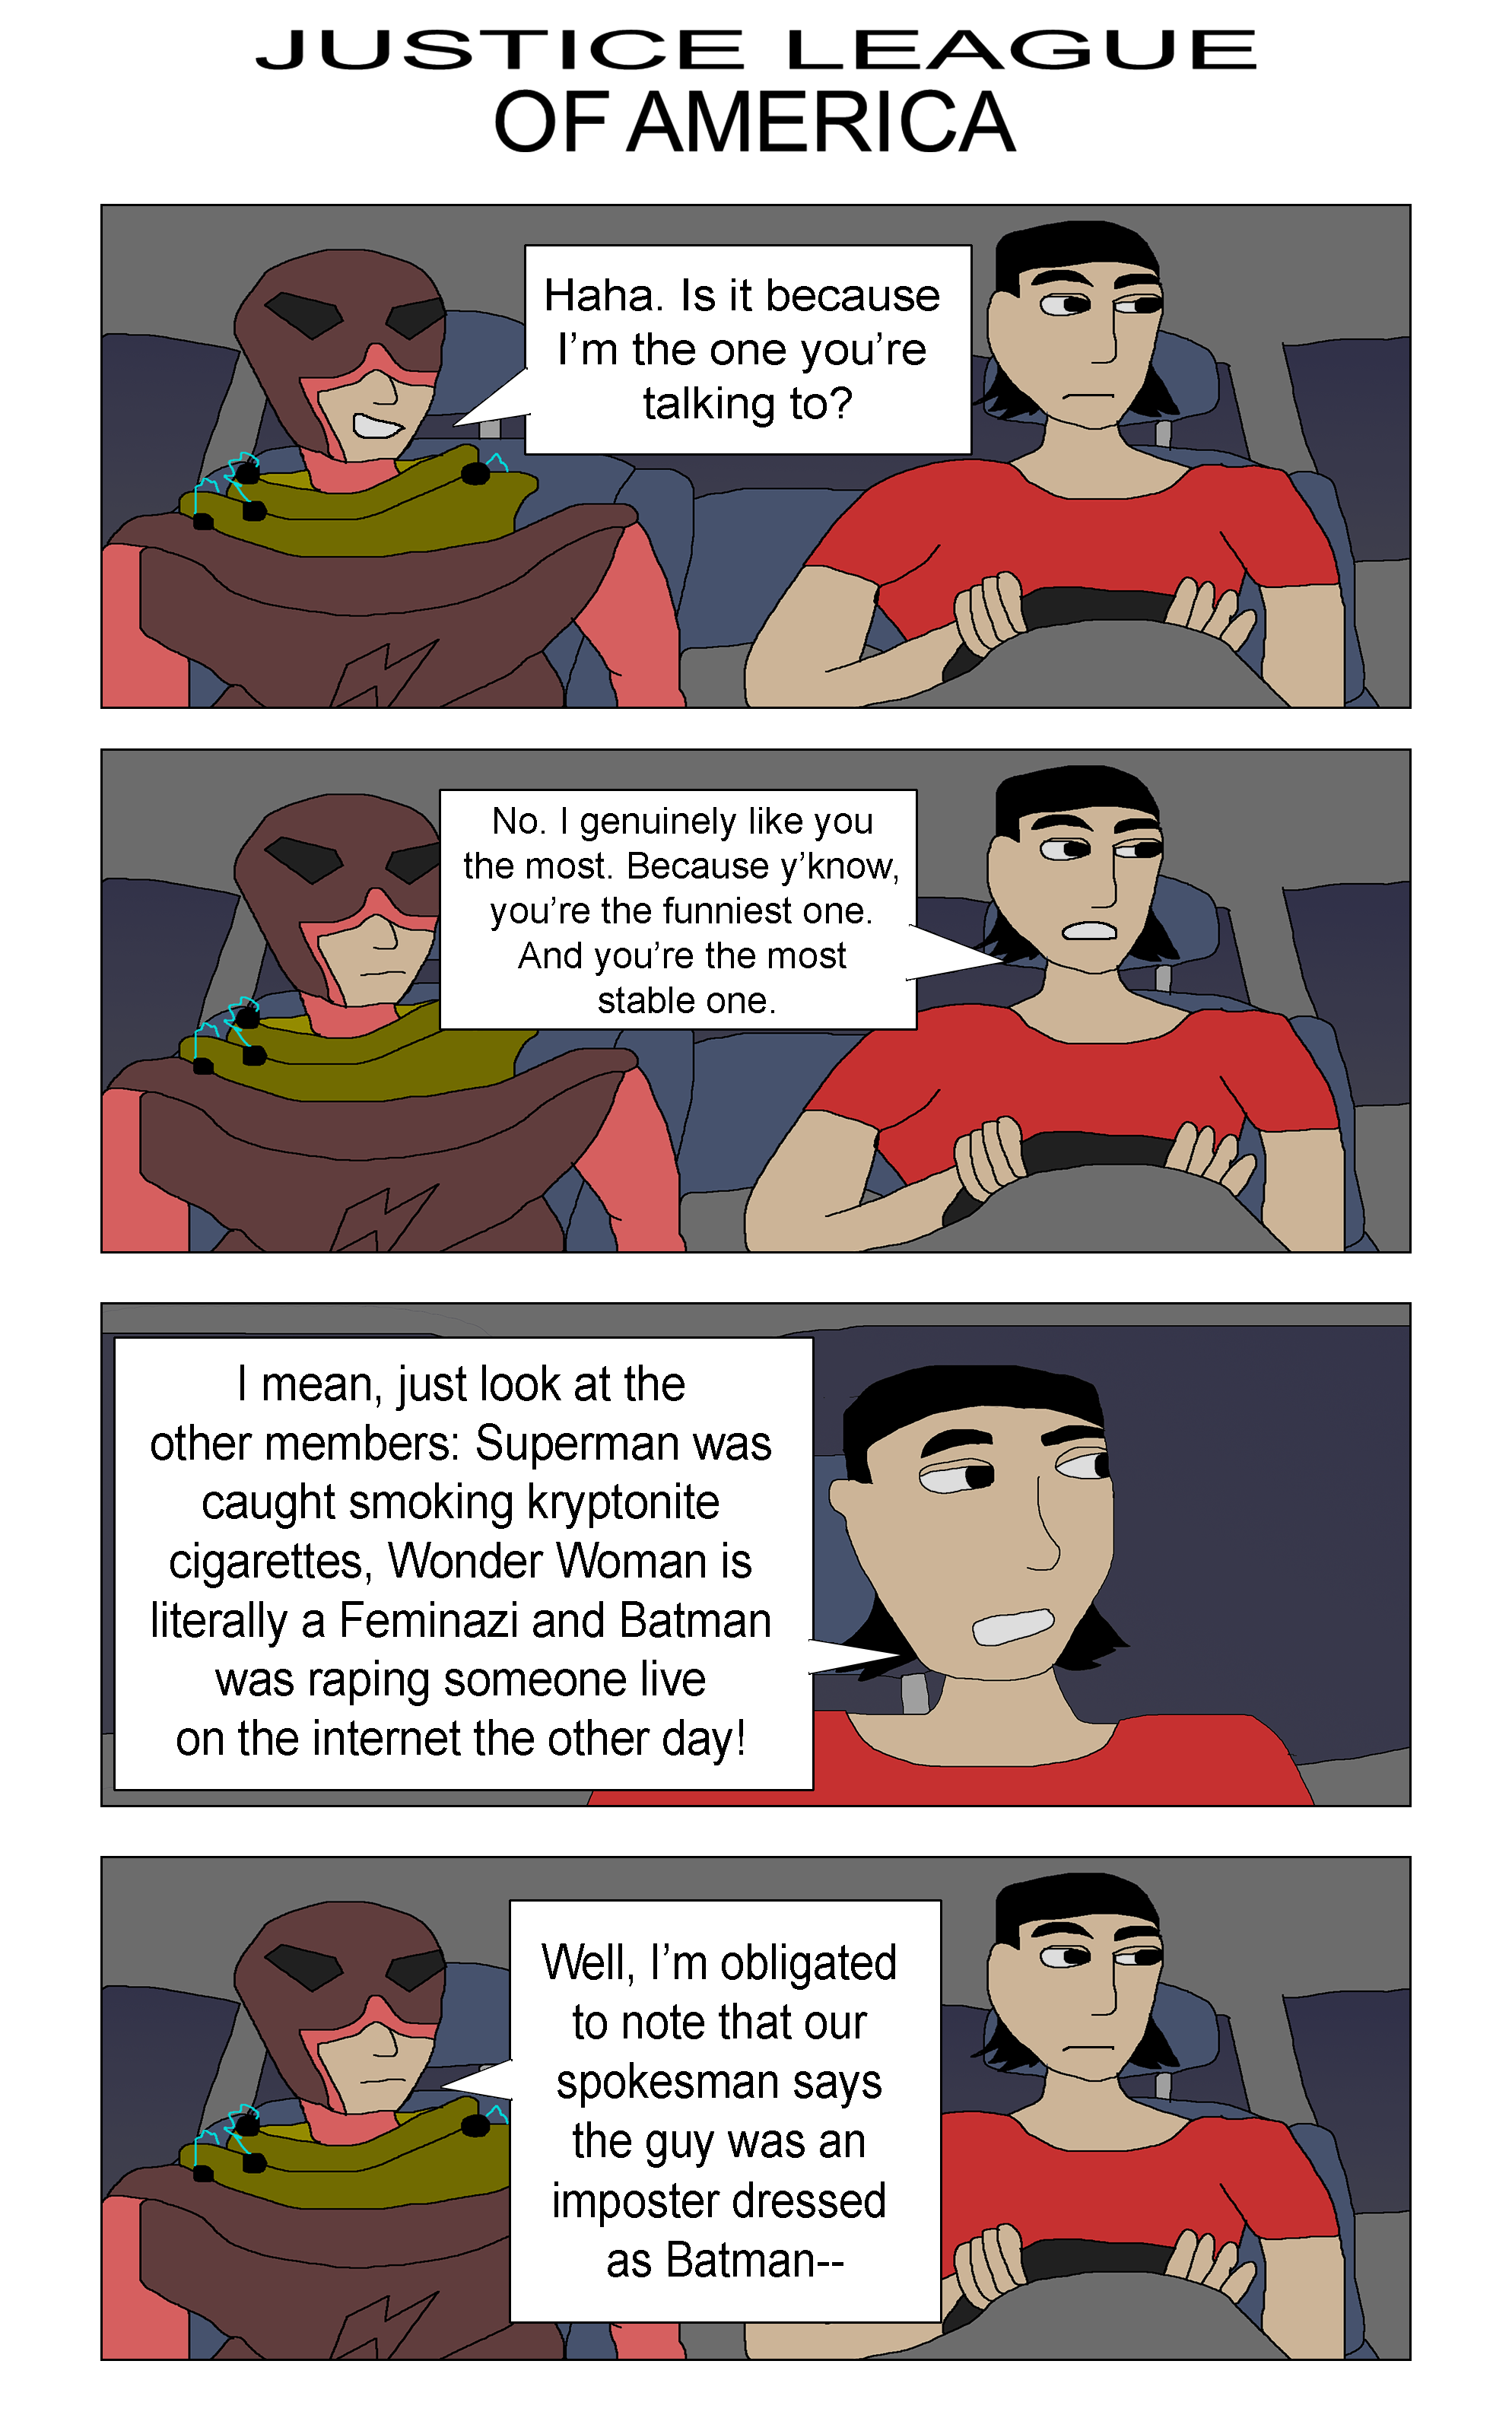 JUSTICE LEAGUE
OF AMERICA
Haha. Is it because
I’m the one you’re
talking to?
No. I genuinely like you
the most. Because y’know,
you’re the funniest one.
And you’re the most
stable one.
I mean, just look at the
other members: Superman was
caught smoking kryptonite
cigarettes, Wonder Woman is
literally a Feminazi and Batman
was raping someone live
on the internet the other day!
Well, I’m obligated
to note that our
spokesman says
the guy was an
imposter dressed
as Batman--